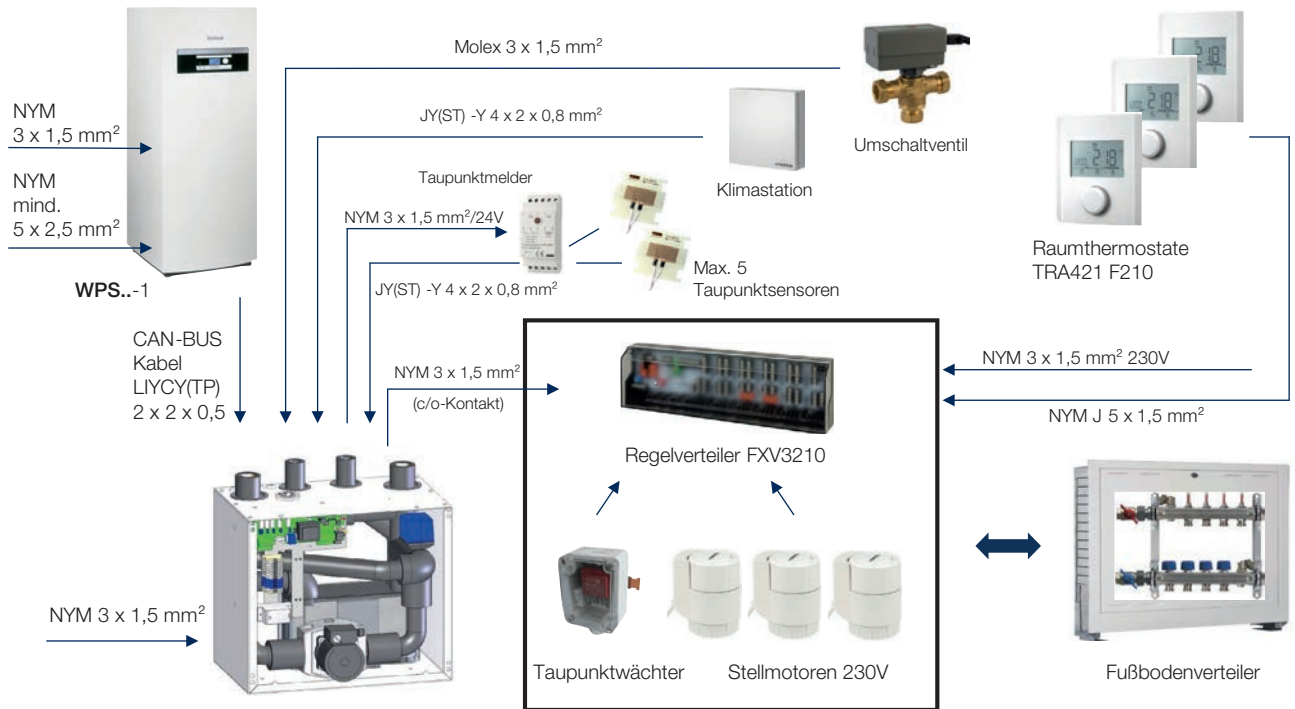 Molex 3 x 1,5 mm²
NYM
3 x 1,5 mm²
JY(ST) -Y 4 x 2 x 0,8 mm²
Umschaltventil
Taupunktmelder
Klimastation
NYM
mind.
5 x 2,5 mm²
NYM 3 x 1,5 mm²/24V
Raumthermostate
TRA421 F210
Max. 5
Taupunktsensoren
WPS..-1
JY(ST) -Y 4 x 2 x 0,8 mm²
CAN-BUS
Kabel
LIYCY(TP)
2 x 2 x 0,5
NYM 3 x 1,5 mm²
(c/o-Kontakt)
NYM 3 x 1,5 mm² 230V
NYM J 5 x 1,5 mm²
Regelverteiler FXV3210
NYM 3 x 1,5 mm²
Taupunktwächter
Stellmotoren 230V
Fußbodenverteiler